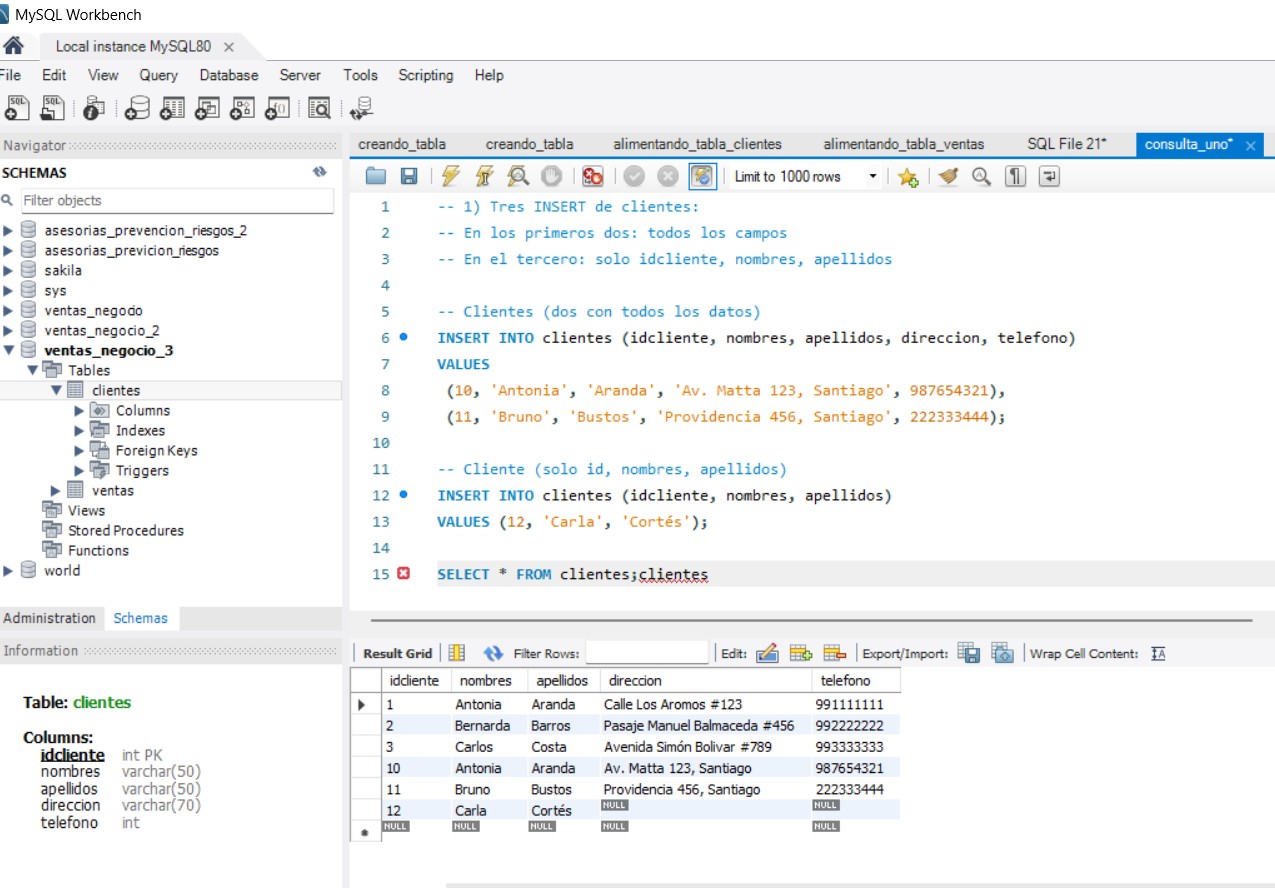 MySQL Workbench
Local instance MySQL80
File Edit View Query Database Server Tools Scripting Help
Navigator
SCHEMAS
Filter objects
asesorias_prevencion_riesgos_2
asesorias_previcion_riesgos
sakila
sys
ventas_negodo
ventas_negocio_2
ventas_negocio_3
Tables
clientes
Columns
Indexes
Foreign Keys
Triggers
ventas
Views
Stored Procedures
Functions
world
Administration Schemas
Information
Table: clientes
Columns:
idcliente int PK
nombres varchar(50)
apellidos varchar(50)
direccion varchar(70)
telefono int
creando_tabla creando_tabla alimentando_tabla_clientes alimentando_tabla_ventas SQL File 21* consulta_uno*
Limit to 1000 rows
1 -- 1) Tres INSERT de clientes:
2 -- En los primeros dos: todos los campos
3 -- En el tercero: solo idcliente, nombres, apellidos
4
5 -- Clientes (dos con todos los datos)
6 INSERT INTO clientes (idcliente, nombres, apellidos, direccion, telefono)
7 VALUES
8 (10, 'Antonia', 'Aranda', 'Av. Matta 123, Santiago', 987654321),
9 (11, 'Bruno', 'Bustos', 'Providencia 456, Santiago', 222333444);
10
11 -- Cliente (solo id, nombres, apellidos)
12 INSERT INTO clientes (idcliente, nombres, apellidos)
13 VALUES (12, 'Carla', 'Cortés');
14
15 SELECT * FROM clientes;clientes
Result Grid Filter Rows: Edit: Export/Import: Wrap Cell Content:
idcliente nombres apellidos direccion telefono
1 Antonia Aranda Calle Los Aromos #123 991111111
2 Bernarda Barros Pasaje Manuel Balmaceda #456 992222222
3 Carlos Costa Avenida Simón Bolivar #789 993333333
10 Antonia Aranda Av. Matta 123, Santiago 987654321
11 Bruno Bustos Providencia 456, Santiago 222333444
12 Carla Cortés NULL NULL
NULL NULL NULL NULL NULL